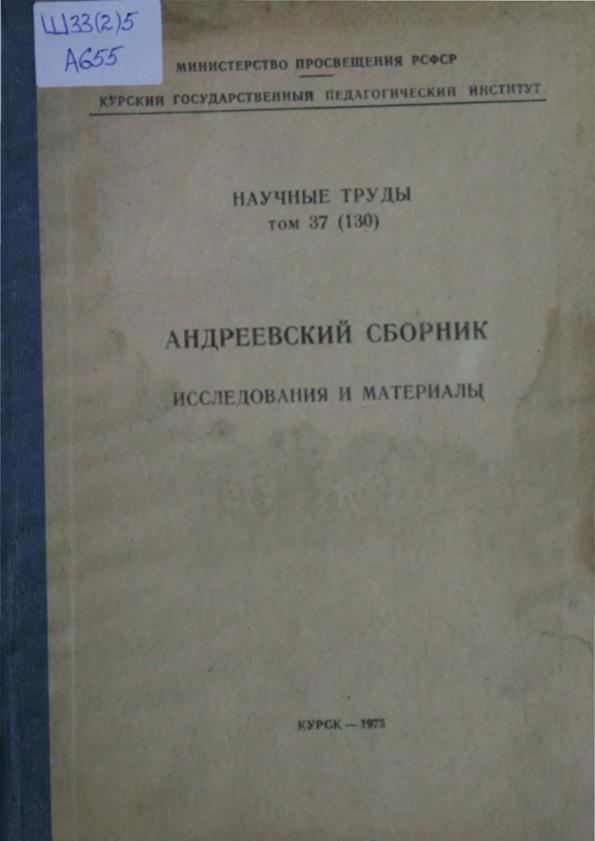 Ш33(2)5
А655
МИНИСТЕРСТВО ПРОСВЕЩЕНИЯ РСФСР
КУРСКИЙ ГОСУДАРСТВЕННЫЙ ПЕДАГОГИЧЕСКИЙ ИНСТИТУТ
НАУЧНЫЕ ТРУДЫ
том 37 (130)
АНДРЕЕВСКИЙ СБОРНИК
ИССЛЕДОВАНИЯ И МАТЕРИАЛЫ
КУРСК — 1975